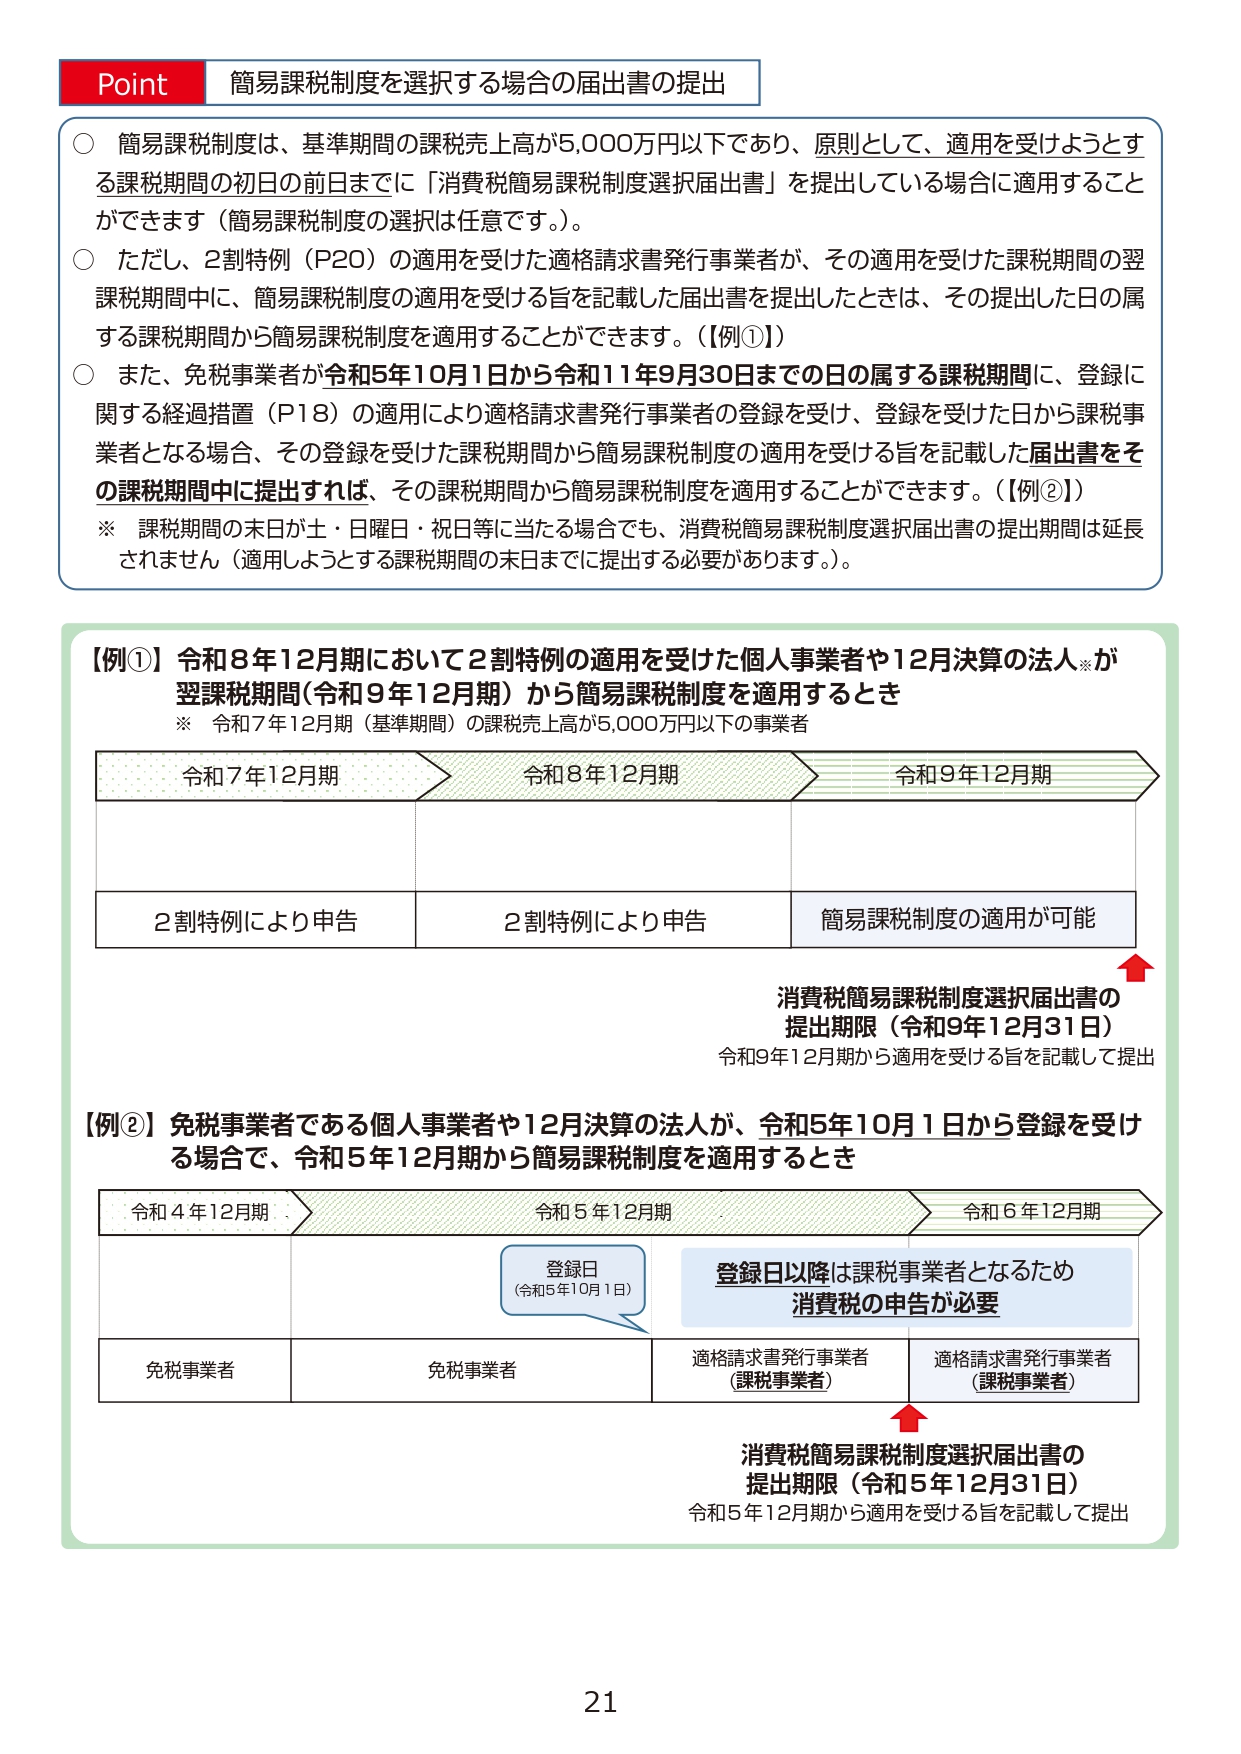 Point 簡易課税制度を選択する場合の届出書の提出
○　簡易課税制度は、基準期間の課税売上高が5,000万円以下であり、原則として、適用を受けようとす
る課税期間の初日の前日までに「消費税簡易課税制度選択届出書」を提出している場合に適用すること
ができます（簡易課税制度の選択は任意です。）。
○　ただし、2割特例（P20）の適用を受けた適格請求書発行事業者が、その適用を受けた課税期間の翌
課税期間中に、簡易課税制度の適用を受ける旨を記載した届出書を提出したときは、その提出した日の属
する課税期間から簡易課税制度を適用することができます。（【例①】）
○　また、免税事業者が令和5年10月1日から令和11年9月30日までの日の属する課税期間に、登録に
関する経過措置（P18）の適用により適格請求書発行事業者の登録を受け、登録を受けた日から課税事
業者となる場合、その登録を受けた課税期間から簡易課税制度の適用を受ける旨を記載した届出書をそ
の課税期間中に提出すれば、その課税期間から簡易課税制度を適用することができます。（【例②】）
※　課税期間の末日が土・日曜日・祝日等に当たる場合でも、消費税簡易課税制度選択届出書の提出期間は延長
されません（適用しようとする課税期間の末日までに提出する必要があります。）。
【例①】令和８年12月期において２割特例の適用を受けた個人事業者や12月決算の法人※が
翌課税期間（令和９年12月期）から簡易課税制度を適用するとき
※　令和７年12月期（基準期間）の課税売上高が5,000万円以下の事業者
令和７年12月期 令和８年12月期 令和９年12月期
２割特例により申告 ２割特例により申告 簡易課税制度の適用が可能
消費税簡易課税制度選択届出書の
提出期限（令和9年12月31日）
令和9年12月期から適用を受ける旨を記載して提出
【例②】免税事業者である個人事業者や12月決算の法人が、令和5年10月１日から登録を受け
る場合で、令和５年12月期から簡易課税制度を適用するとき
令和４年12月期 令和５年12月期 令和６年12月期
登録日
（令和5年10月１日）
登録日以降は課税事業者となるため
消費税の申告が必要
免税事業者 免税事業者 適格請求書発行事業者 適格請求書発行事業者
（課税事業者） （課税事業者）
消費税簡易課税制度選択届出書の
提出期限（令和５年12月31日）
令和５年12月期から適用を受ける旨を記載して提出
21